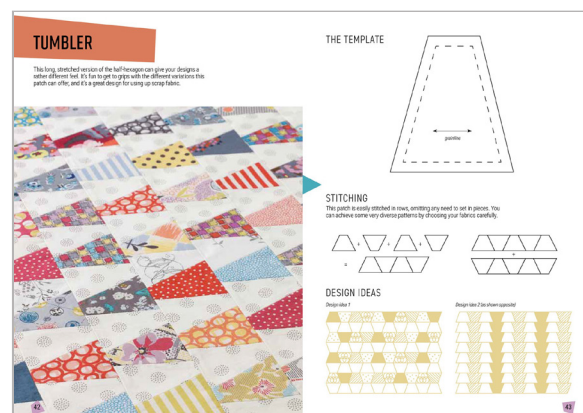 TUMBLER
This long, stretched version of the half-hexagon can give your designs a
rather different feel. It's fun to get to grips with the different variations this
patch can offer, and it's a great design for using up scrap fabric.
42
THE TEMPLATE
grainline
STITCHING
This patch is easily stitched in rows, omitting any need to set in pieces. You
can achieve some very diverse patterns by choosing your fabrics carefully.
+ + + +
=
+
DESIGN IDEAS
Design idea 1
Design idea 2 (as shown opposite)
43